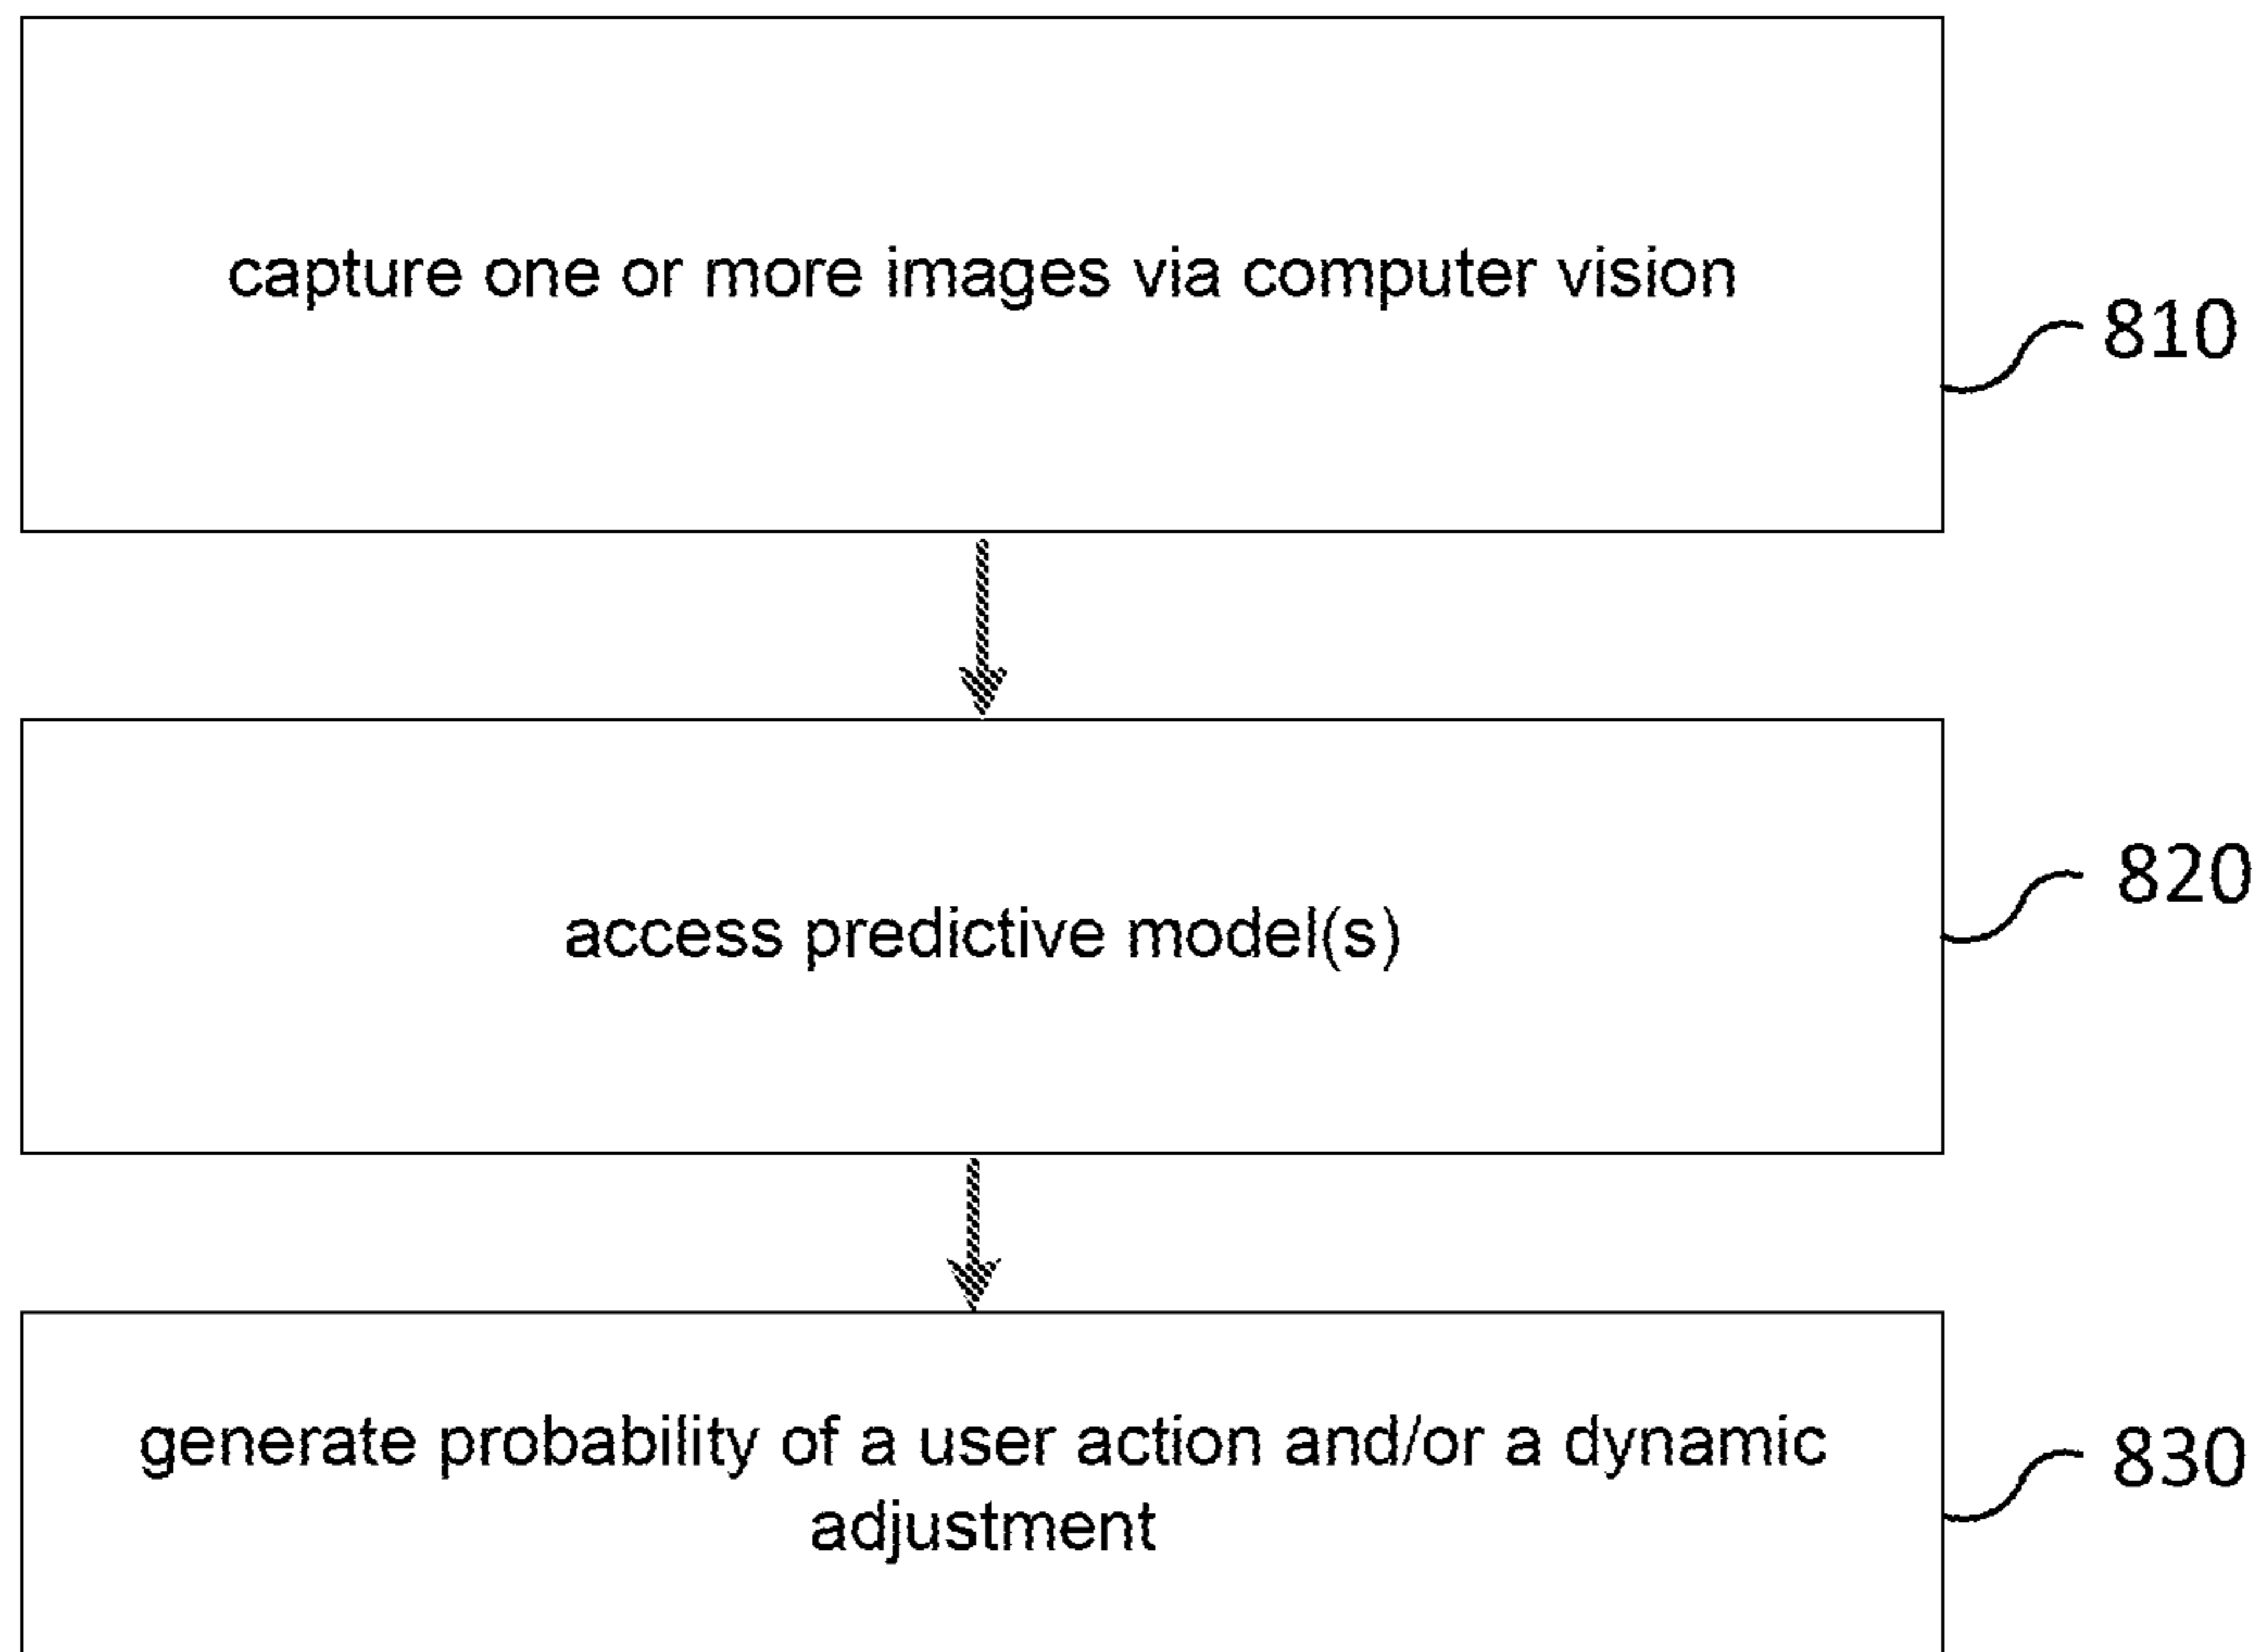 capture one or more images via computer vision
810
access predictive model(s)
820
generate probability of a user action and/or a dynamic
adjustment
830